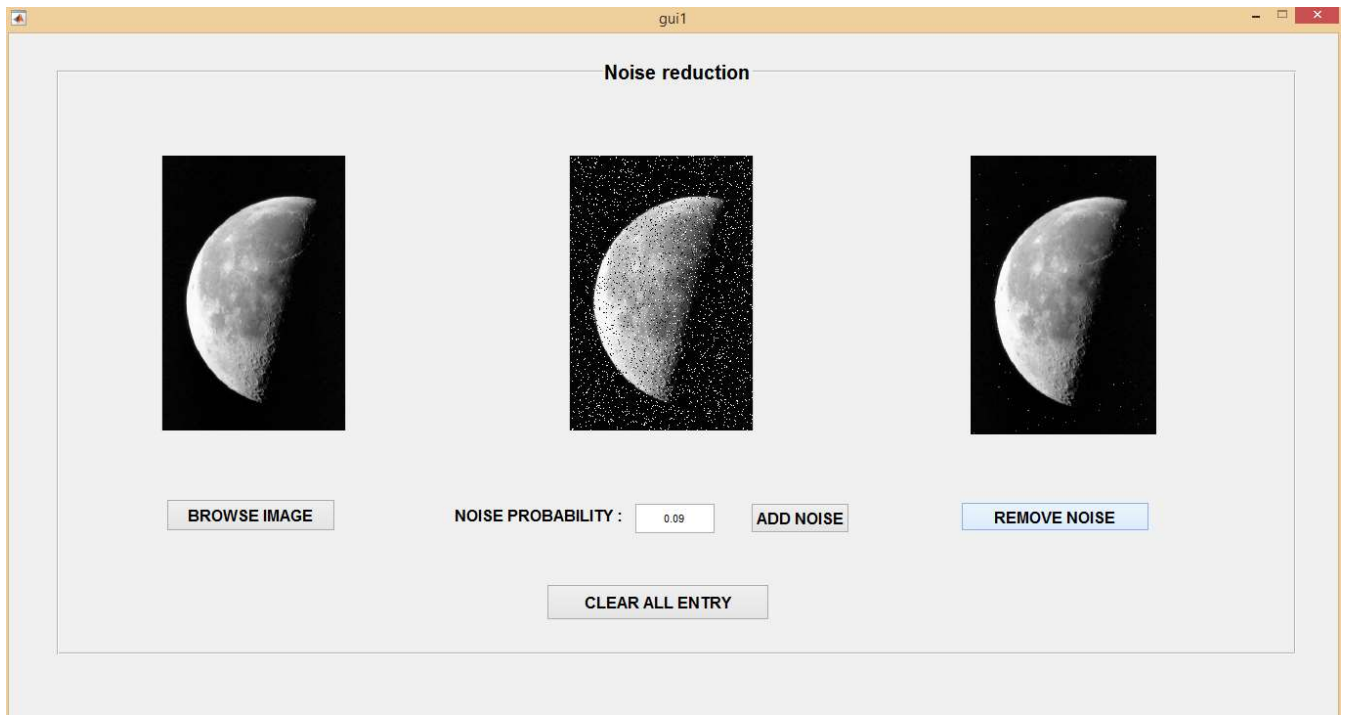 gui1
Noise reduction
BROWSE IMAGE
NOISE PROBABILITY :
0.09
ADD NOISE
REMOVE NOISE
CLEAR ALL ENTRY